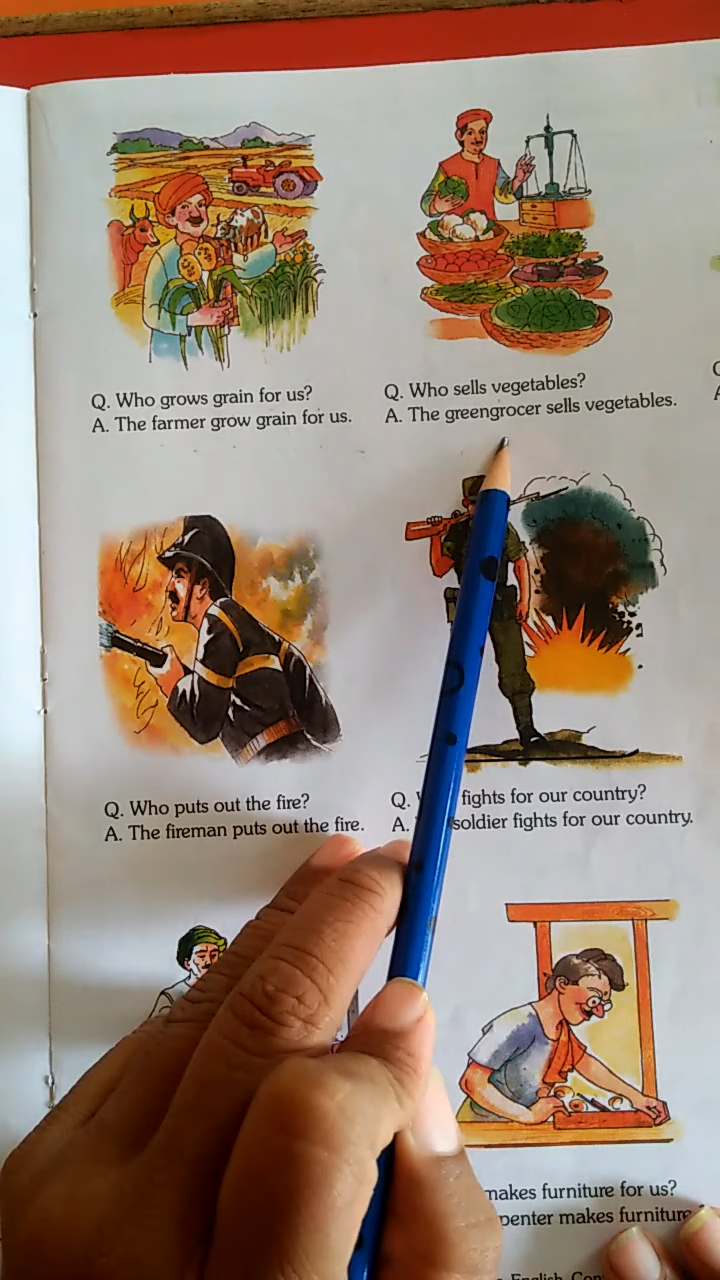 Q. Who grows grain for us?
A. The farmer grow grain for us.
Q. Who sells vegetables?
A. The greengrocer sells vegetables.
Q. Who puts out the fire?
A. The fireman puts out the fire.
Q. fights for our country?
A. soldier fights for our country.
makes furniture for us?
makes furniture
English